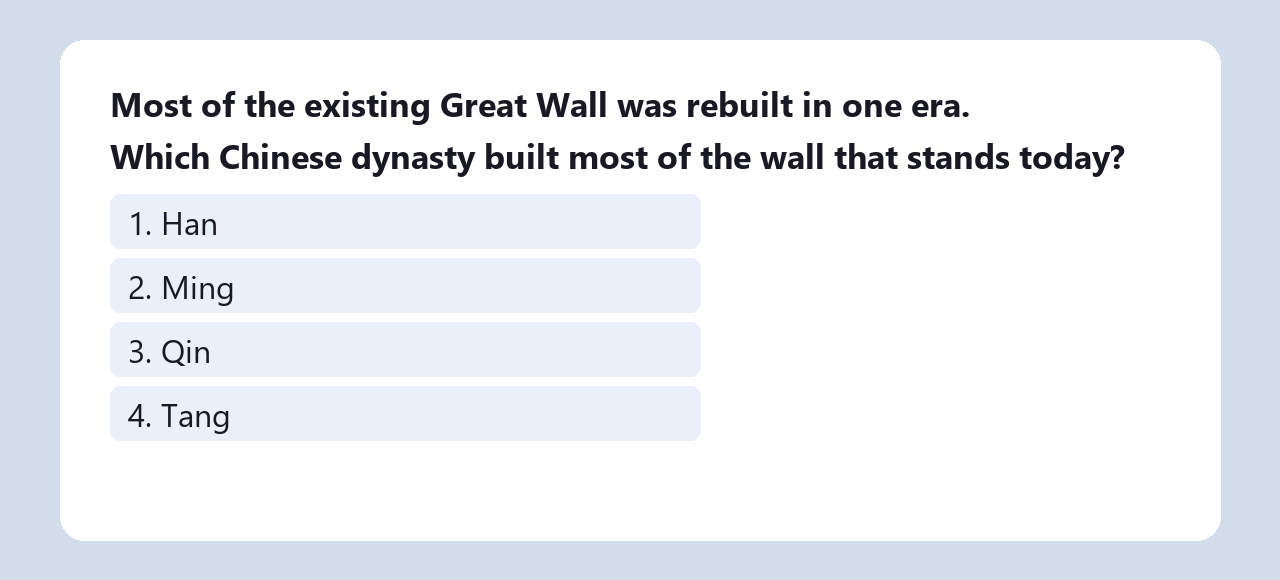 Most of the existing Great Wall was rebuilt in one era.
Which Chinese dynasty built most of the wall that stands today?
1. Han
2. Ming
3. Qin
4. Tang